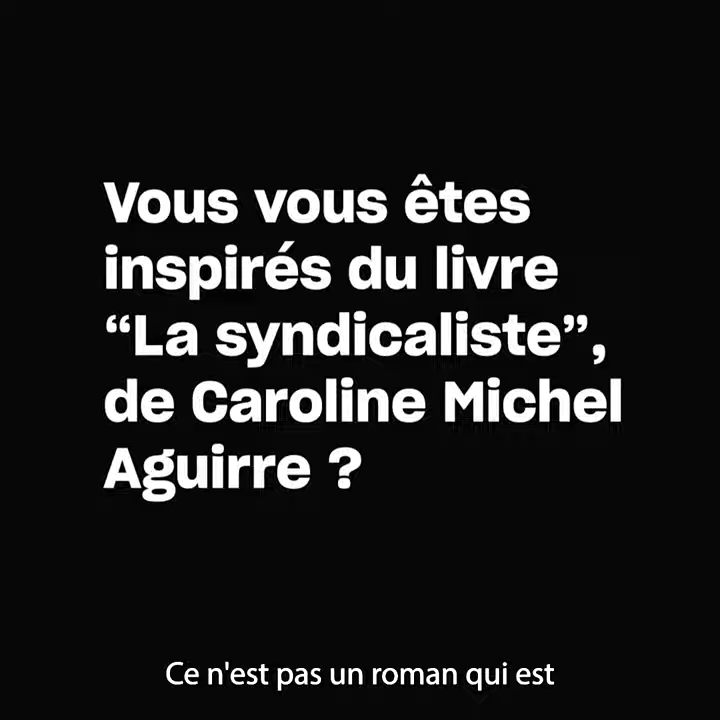 Vous vous êtes
inspirés du livre
“La syndicaliste”,
de Caroline Michel
Aguirre ?
Ce n'est pas un roman qui est